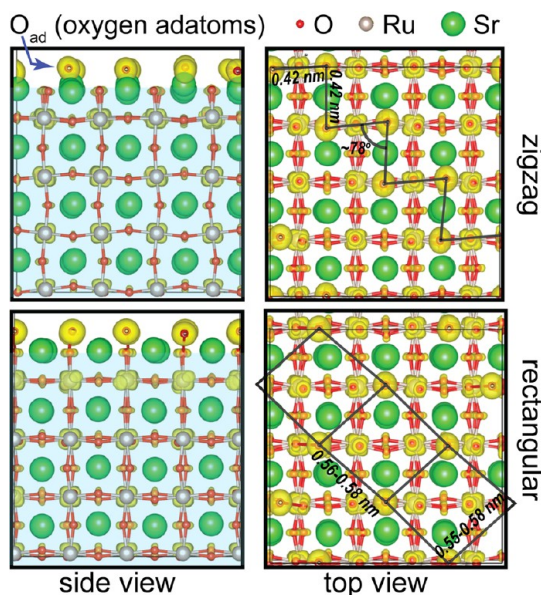 O_ad (oxygen adatoms) O Ru Sr
0.42 nm
0.42 nm
~78°
zigzag
0.56-0.58 nm
0.55-0.58 nm
rectangular
side view top view